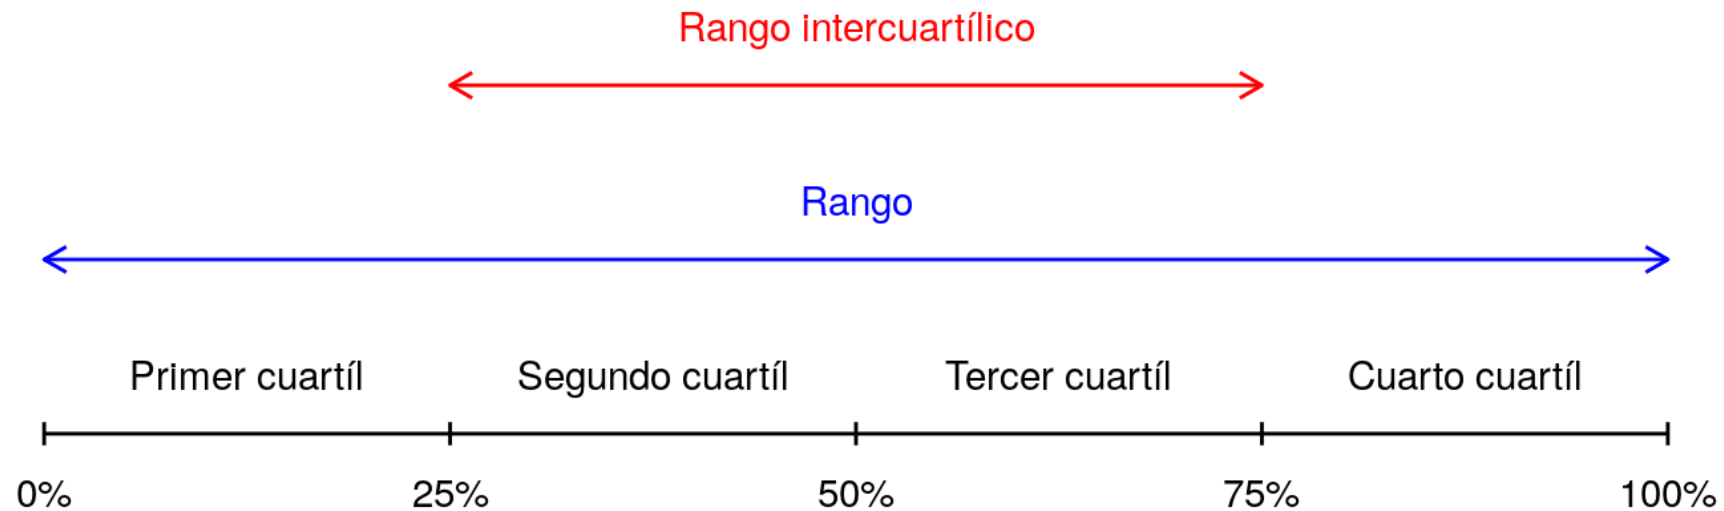 Rango intercuartílico
Rango
Primer cuartíl Segundo cuartíl Tercer cuartíl Cuarto cuartíl
0% 25% 50% 75% 100%